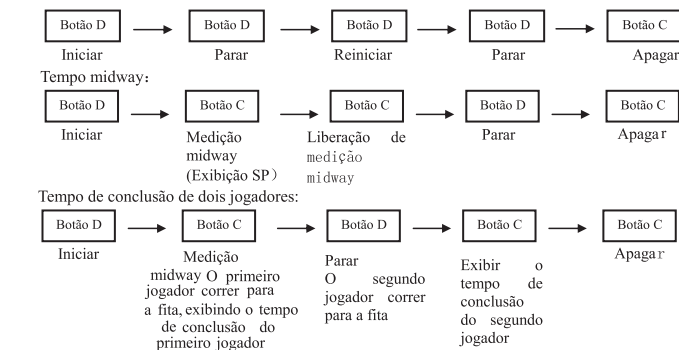 Botão D Botão D Botão D Botão D Botão C
Iniciar Parar Reiniciar Parar Apagar
Tempo midway:
Botão D Botão C Botão C Botão D Botão C
Iniciar Medição Liberação de Parar Apagar
midway medição
(Exibição SP) midway
Tempo de conclusão de dois jogadores:
Botão D Botão C Botão D Botão C Botão C
Iniciar Medição Parar Exibir o Apagar
midway O primeiro O segundo tempo de
jogador correr para jogador correr conclusão
a fita, exibindo o tempo para a fita do segundo
de conclusão do jogador
primeiro jogador